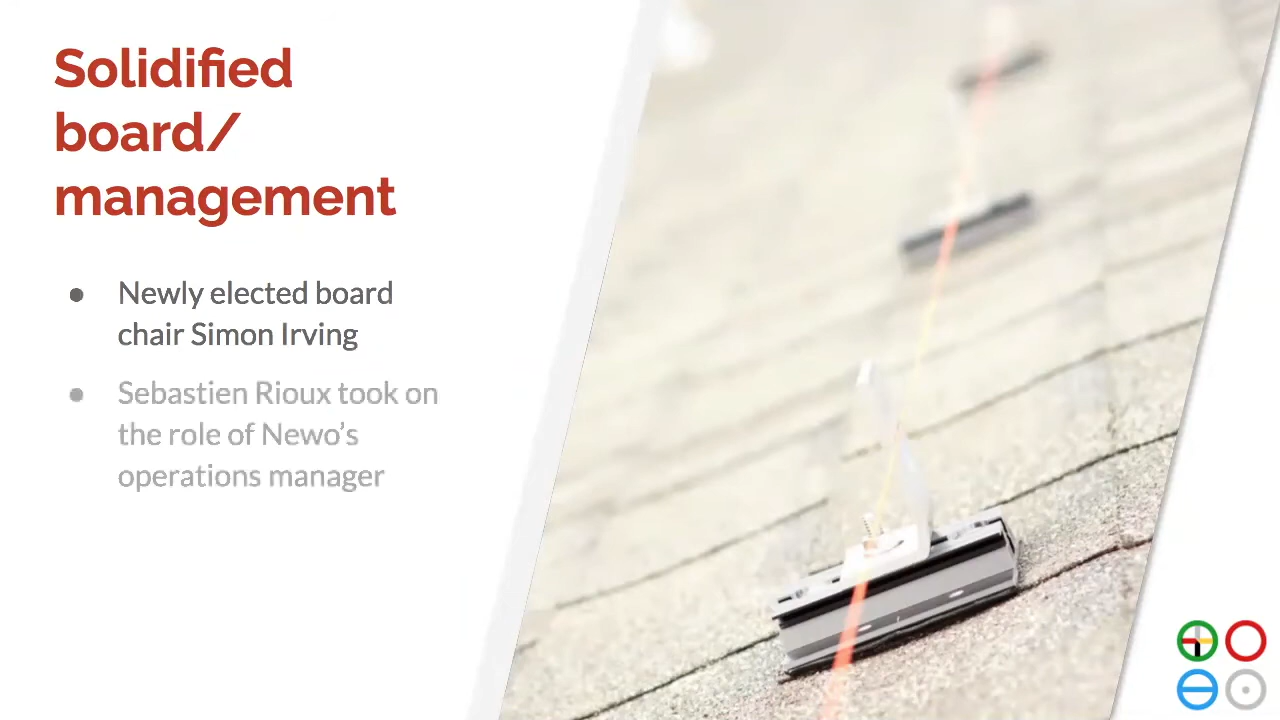 Solidified
board/
management
● Newly elected board
chair Simon Irving
● Sebastien Rioux took on
the role of Newo’s
operations manager